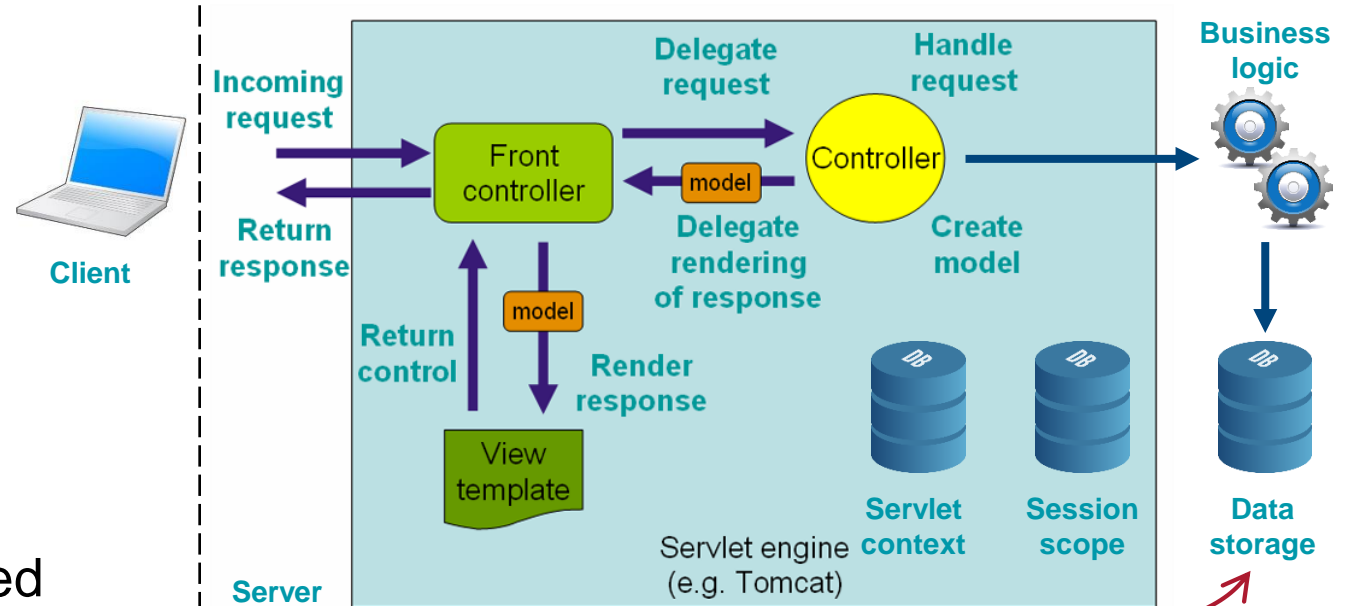 Business
logic
Delegate
request
Handle
request
Incoming
request
Front
controller
model
Controller
Return
response
Delegate
rendering
of response
Create
model
Client
model
Return
control
Render
response
DB
DB
DB
View
template
Servlet
context
Session
scope
Data
storage
Servlet engine
(e.g. Tomcat)
ed
Server